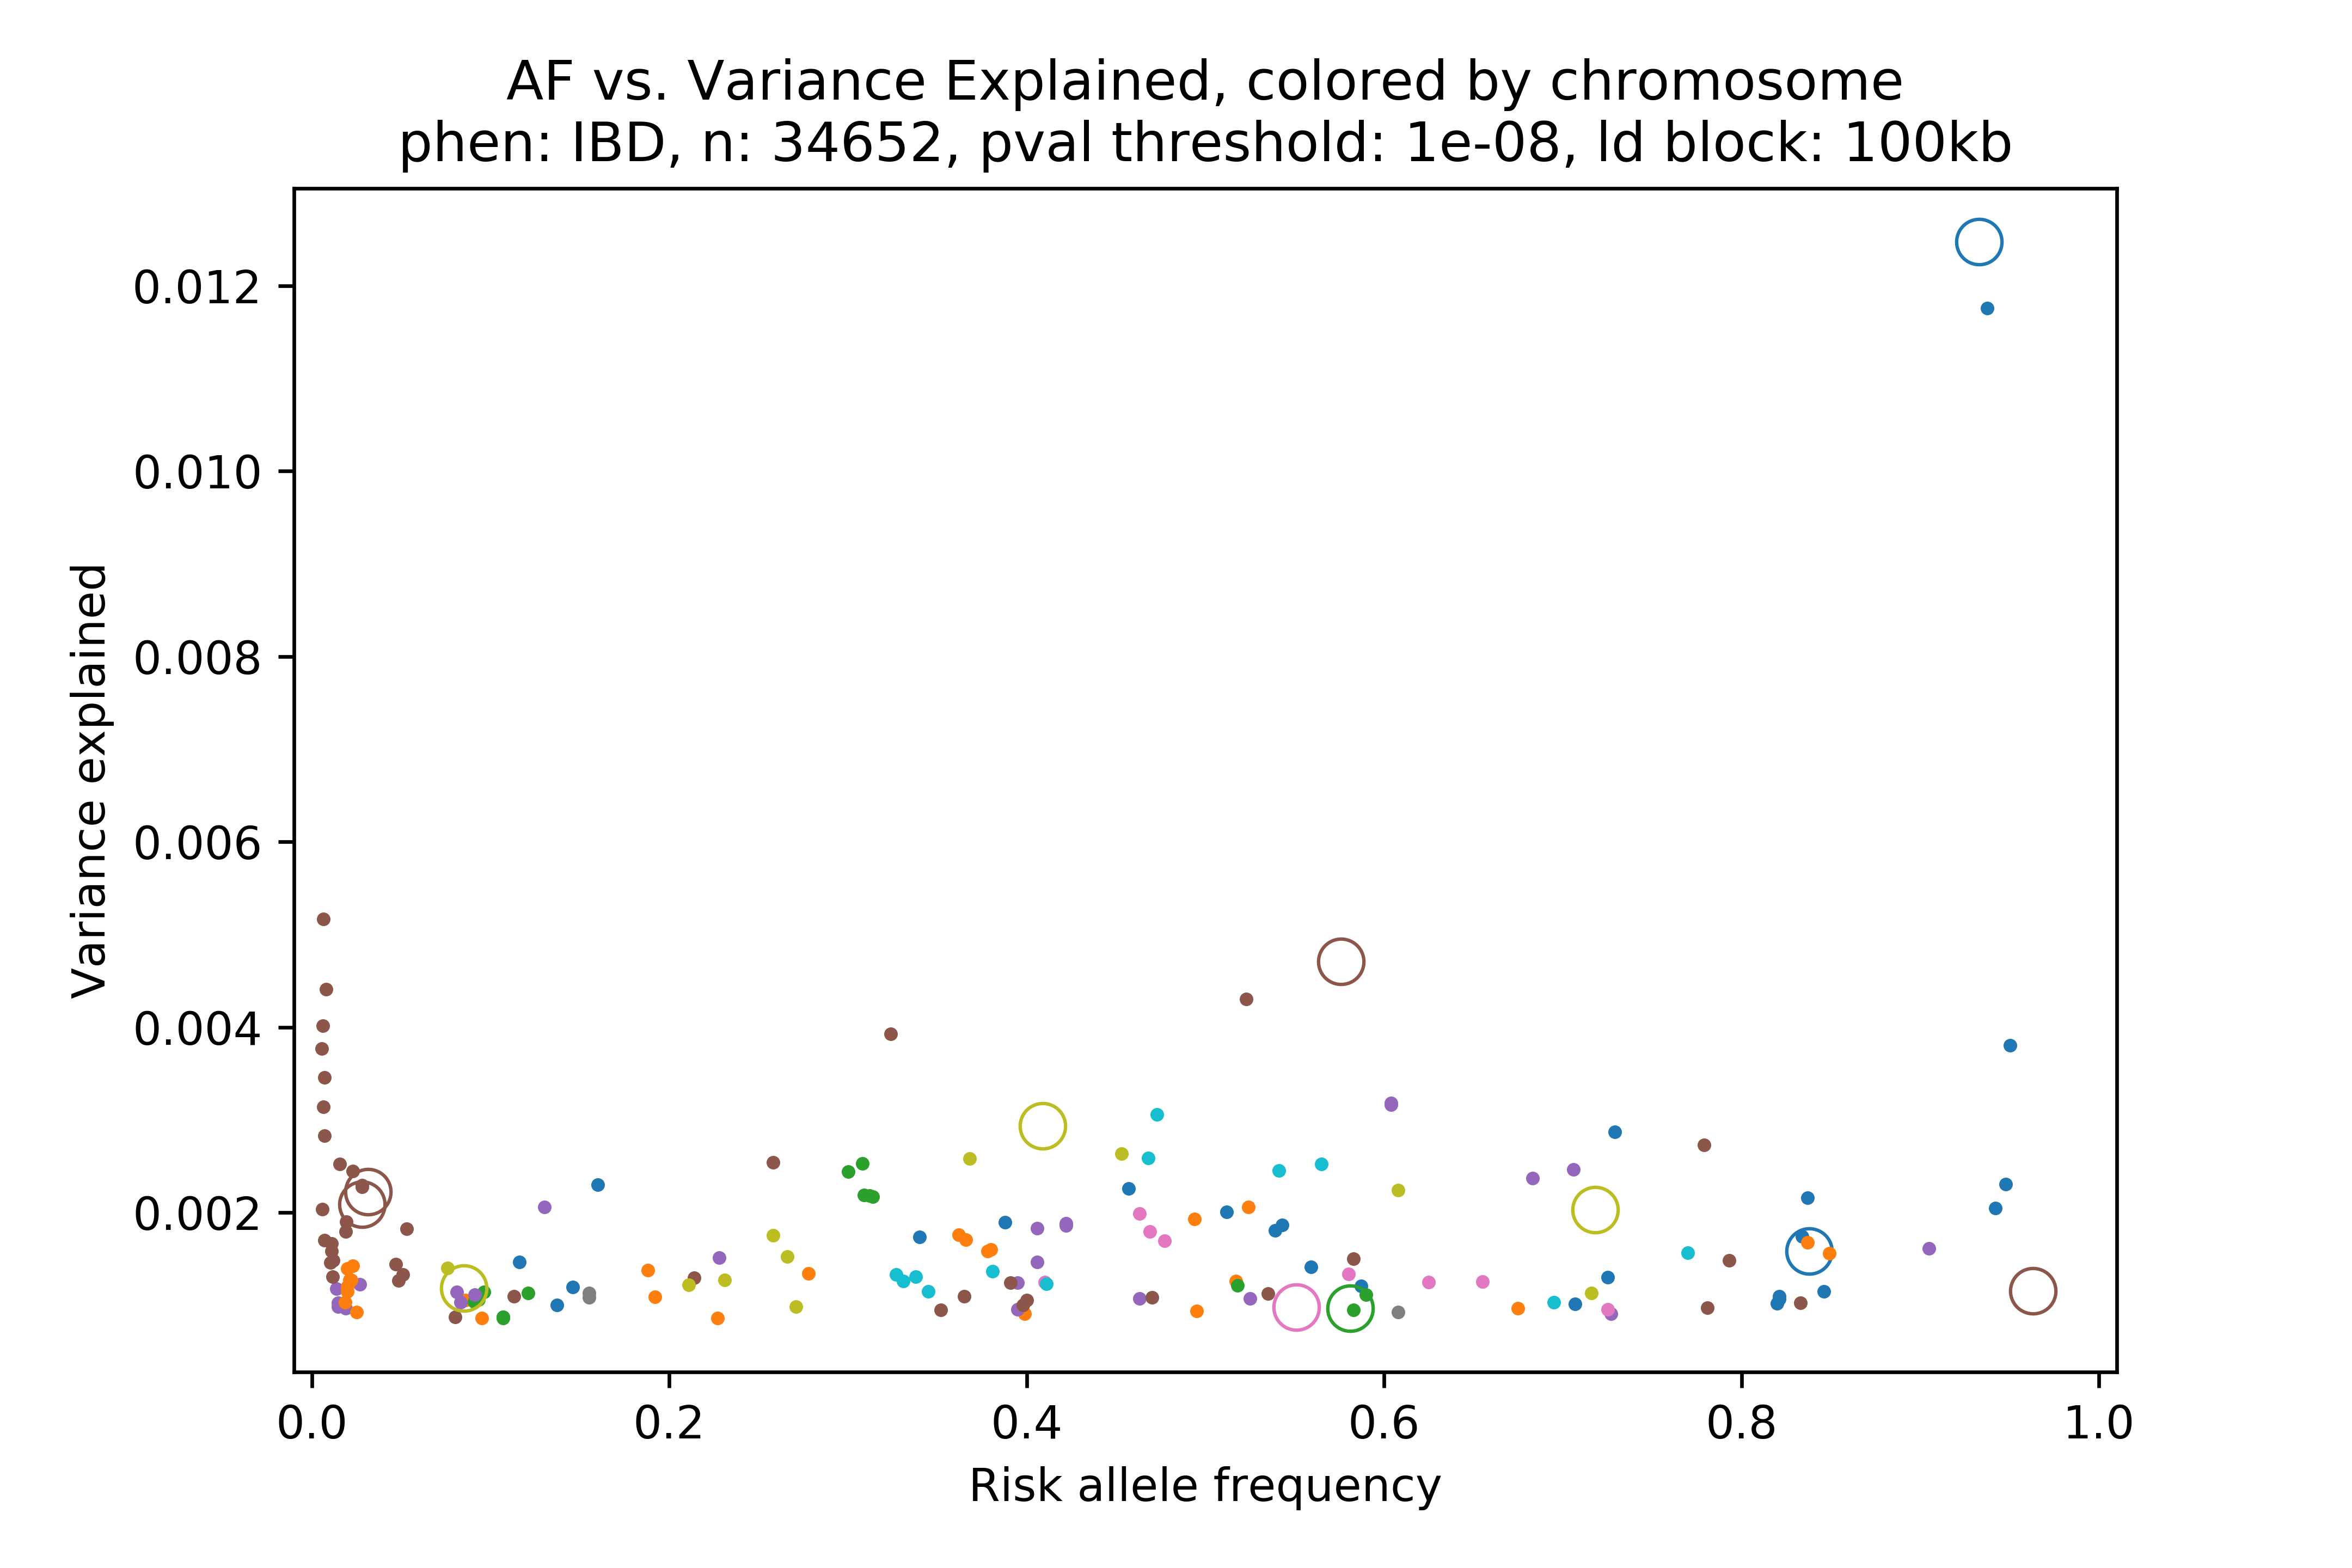 AF vs. Variance Explained, colored by chromosome
phen: IBD, n: 34652, pval threshold: 1e-08, ld block: 100kb
0.012
0.010
0.008
0.006
0.004
0.002
Variance explained
0.0 0.2 0.4 0.6 0.8 1.0
Risk allele frequency